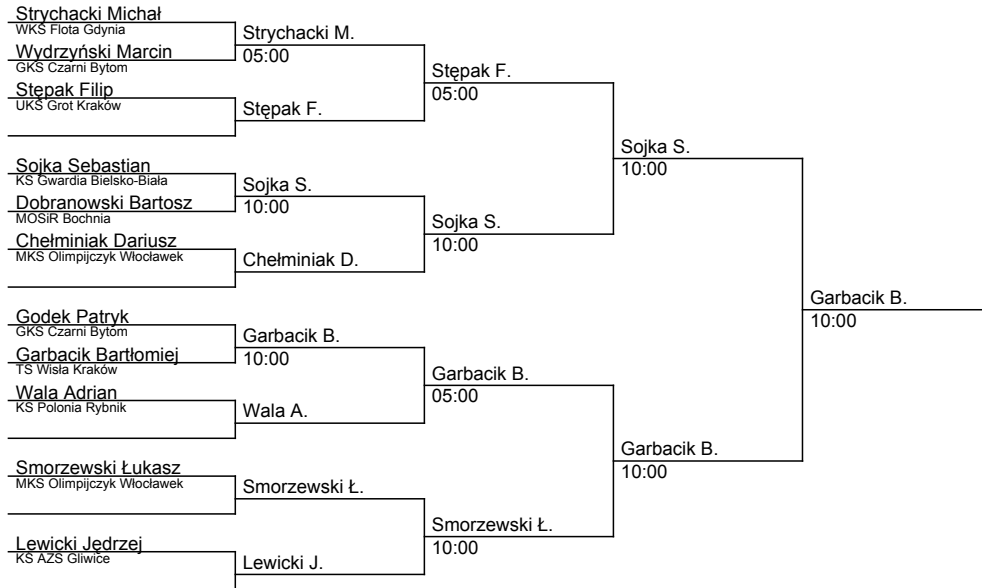 Strychacki Michał
WKS Flota Gdynia
Wydrzyński Marcin
GKS Czarni Bytom
Stępak Filip
UKS Grot Kraków
Sojka Sebastian
KS Gwardia Bielsko-Biała
Dobranowski Bartosz
MOSiR Bochnia
Chełminiak Dariusz
MKS Olimpijczyk Włocławek
Godek Patryk
GKS Czarni Bytom
Garbacik Bartłomiej
TS Wisła Kraków
Wala Adrian
KS Polonia Rybnik
Smorzewski Łukasz
MKS Olimpijczyk Włocławek
Lewicki Jędrzej
KS AZS Gliwice
Strychacki M.
05:00
Stępak F.
Sojka S.
10:00
Chełminiak D.
Garbacik B.
10:00
Wala A.
Smorzewski Ł.
Lewicki J.
Stępak F.
05:00
Sojka S.
10:00
Garbacik B.
05:00
Smorzewski Ł.
10:00
Sojka S.
10:00
Garbacik B.
10:00
Garbacik B.
10:00